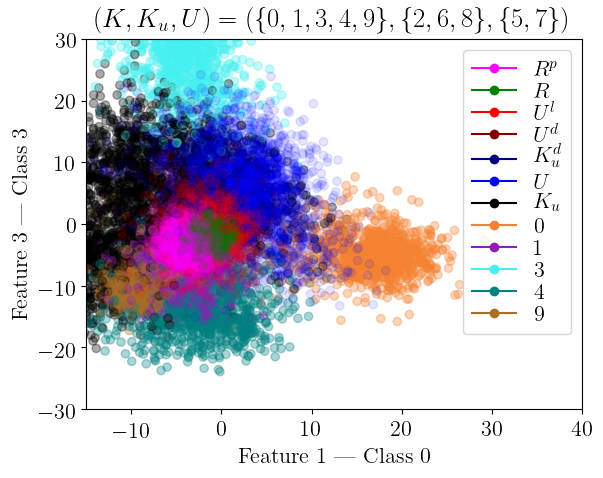 (K, K_u, U) = ({0, 1, 3, 4, 9}, {2, 6, 8}, {5, 7})
30
20
10
0
−10
−20
−30
Feature 3 — Class 3
R^p
R
U^l
U^d
K_u^d
U
K_u
0
1
3
4
9
−10
0
10
20
30
40
Feature 1 — Class 0